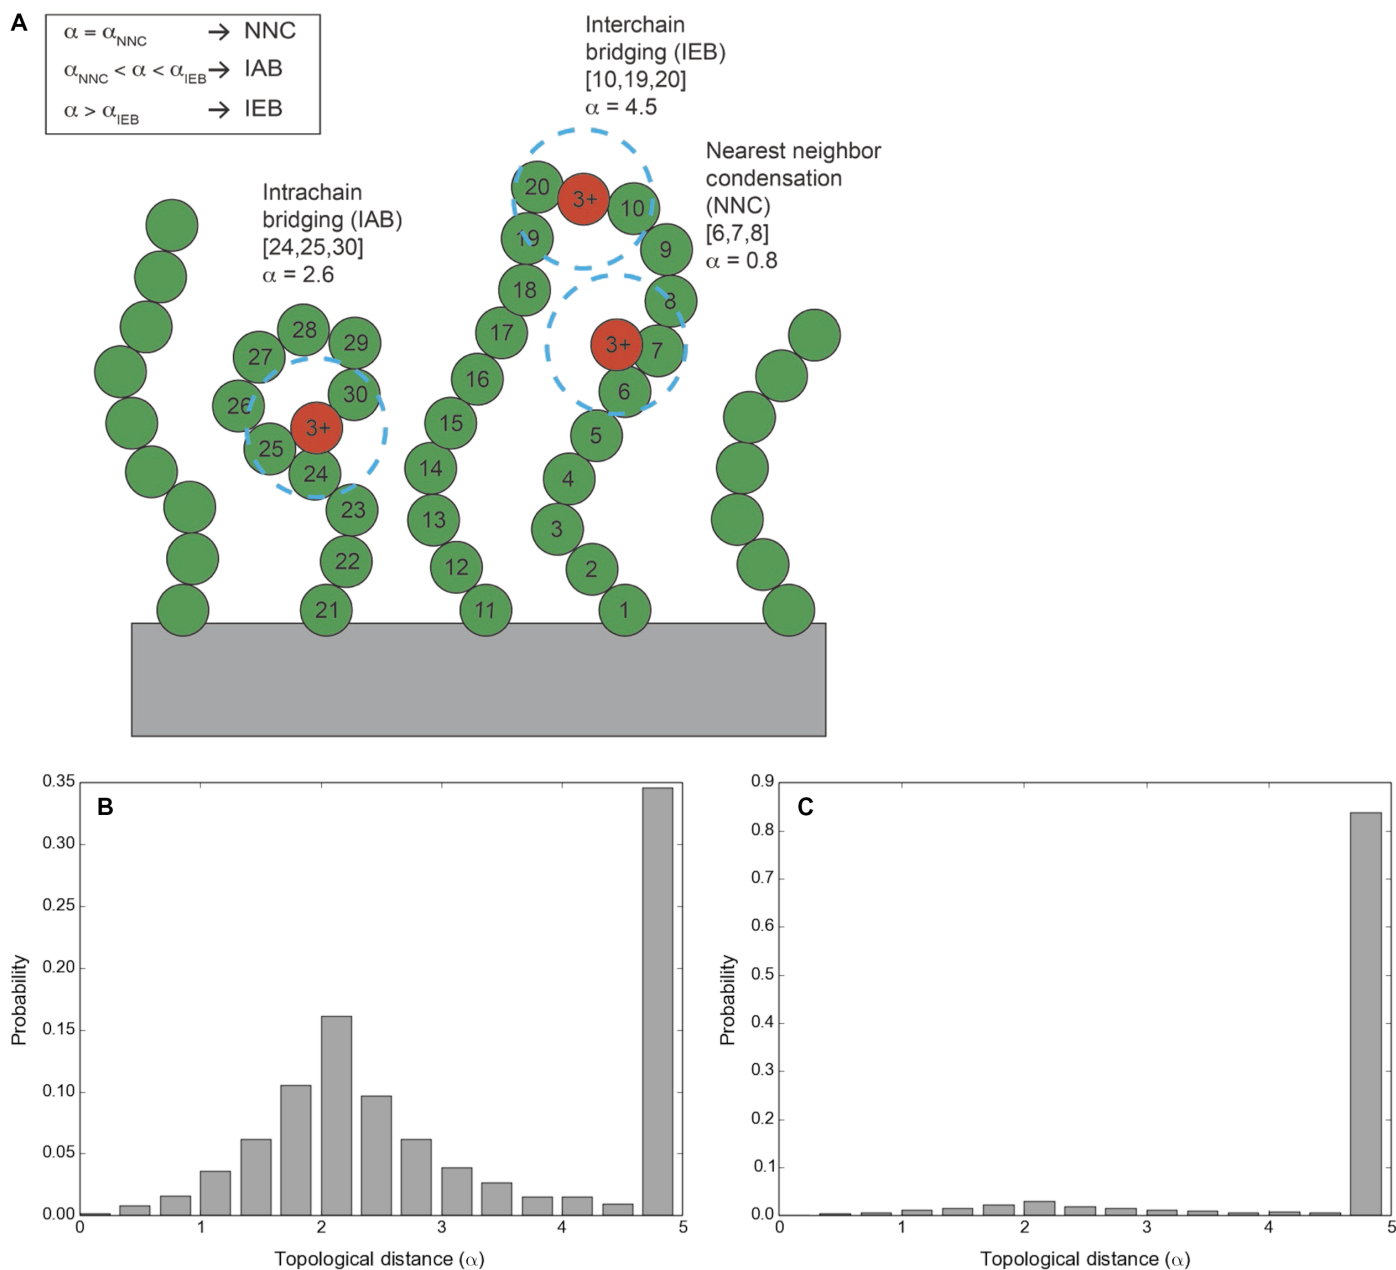 A
α = αNNC → NNC
αNNC < α < αIEB → IAB
α > αIEB → IEB
Interchain
bridging (IEB)
[10,19,20]
α = 4.5
Nearest neighbor
condensation
(NNC)
[6,7,8]
α = 0.8
Intrachain
bridging (IAB)
[24,25,30]
α = 2.6
20
3+
10
19
9
18
8
17
3+
7
16
6
15
5
14
4
13
3
12
2
11
1
28
29
27
30
26
3+
25
24
23
22
21
B
0.35
0.30
0.25
0.20
0.15
0.10
0.05
0.00
Probability
0 1 2 3 4 5
Topological distance (α)
C
0.9
0.8
0.7
0.6
0.5
0.4
0.3
0.2
0.1
0.0
Probability
0 1 2 3 4 5
Topological distance (α)